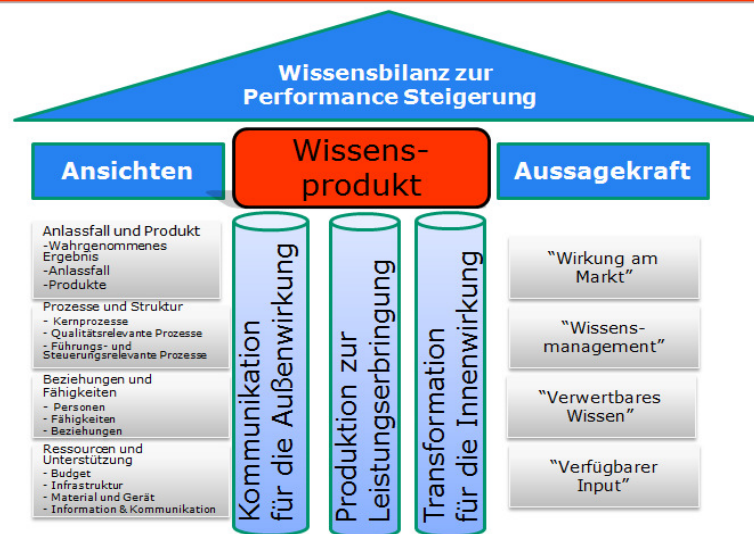 Wissensbilanz zur
Performance Steigerung
Ansichten
Wissens-
produkt
Aussagekraft
Anlassfall und Produkt
-Wahrgenommenes
Ergebnis
-Anlassfall
-Produkte
Prozesse und Struktur
- Kernprozesse
- Qualitätsrelevante Prozesse
- Führungs- und
Steuerungsrelevante Prozesse
Beziehungen und
Fähigkeiten
- Personen
- Fähigkeiten
- Beziehungen
Ressourcen und
Unterstützung
- Budget
- Infrastruktur
- Material und Gerät
- Information & Kommunikation
Kommunikation
für die Außenwirkung
Produktion zur
Leistungserbringung
Transformation
für die Innenwirkung
“Wirkung am
Markt”
“Wissens-
management”
“Verwertbares
Wissen”
“Verfügbarer
Input”